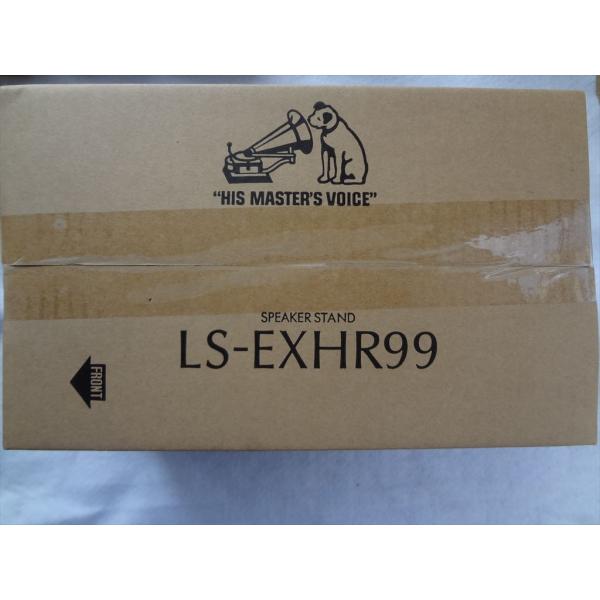 "HIS MASTER'S VOICE"
SPEAKER STAND
LS-EXHR99
FRONT